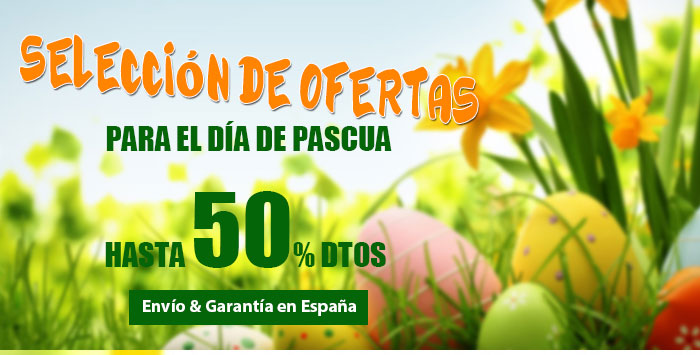 SELECCIÓN DE OFERTAS
PARA EL DÍA DE PASCUA
HASTA 50% DTOS
Envío & Garantía en España